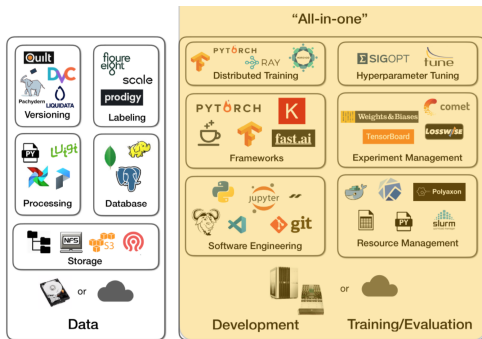 "All-in-one"
Quilt
DVC
Pachyderm
LIQUIDATA
Versioning
figure
eight
scale
prodigy
Labeling
PY
Luigi
Processing
Database
NFS
S3
Storage
or
Data
PYTORCH
RAY
Distributed Training
SIGOPT
tune
Hyperparameter Tuning
PYTORCH
K
fast.ai
Frameworks
Weights & Biases
comet
TensorBoard
Losswise
Experiment Management
jupyter
git
Software Engineering
Polyaxon
PY
slurm
Resource Management
or
Development
Training/Evaluation